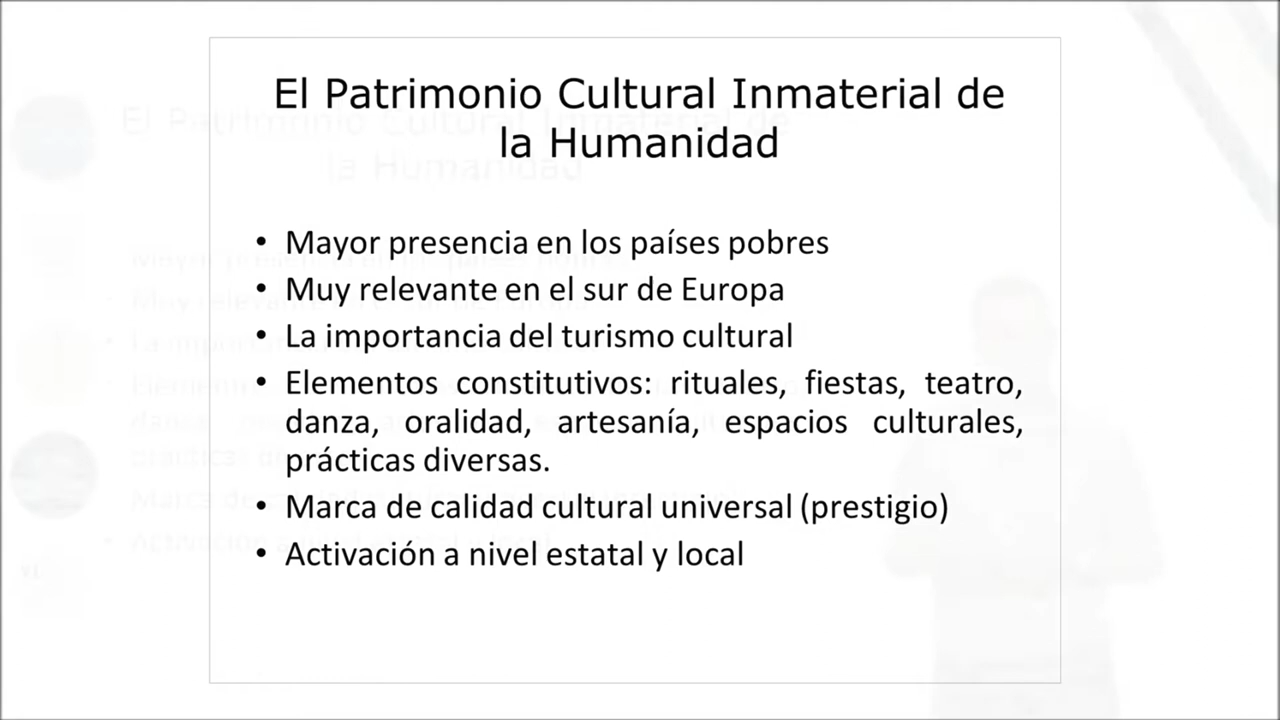 El Patrimonio Cultural Inmaterial de
la Humanidad
• Mayor presencia en los países pobres
• Muy relevante en el sur de Europa
• La importancia del turismo cultural
• Elementos constitutivos: rituales, fiestas, teatro,
danza, oralidad, artesanía, espacios culturales,
prácticas diversas.
• Marca de calidad cultural universal (prestigio)
• Activación a nivel estatal y local